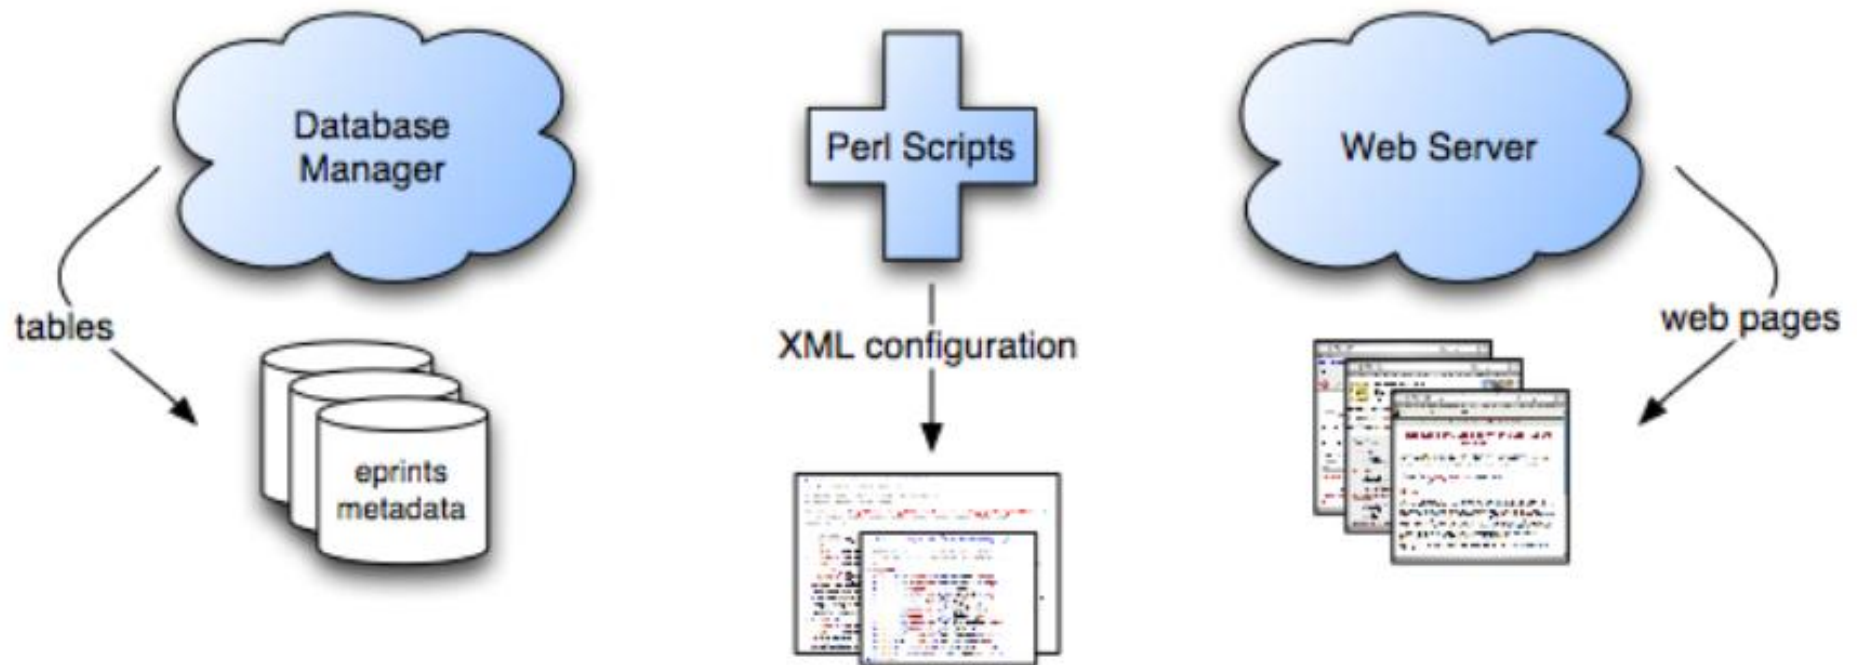 Database
Manager
Perl Scripts
Web Server
tables
XML configuration
web pages
eprints
metadata